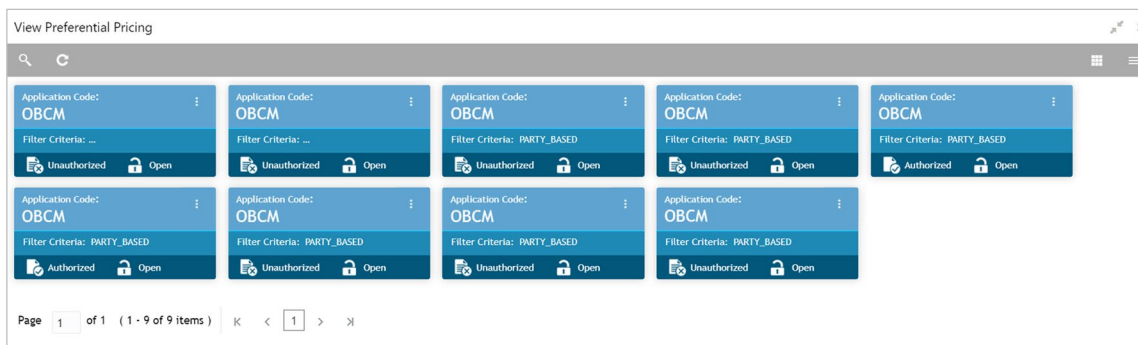 View Preferential Pricing
Application Code: Application Code: Application Code: Application Code: Application Code:
OBCM OBCM OBCM OBCM OBCM
Filter Criteria: ... Filter Criteria: ... Filter Criteria: PARTY_BASED Filter Criteria: PARTY_BASED Filter Criteria: PARTY_BASED
Unauthorized Open Unauthorized Open Unauthorized Open Unauthorized Open Authorized Open
Application Code: Application Code: Application Code: Application Code:
OBCM OBCM OBCM OBCM
Filter Criteria: PARTY_BASED Filter Criteria: PARTY_BASED Filter Criteria: PARTY_BASED Filter Criteria: PARTY_BASED
Authorized Open Unauthorized Open Unauthorized Open Unauthorized Open
Page 1 of 1 ( 1 - 9 of 9 items ) 1